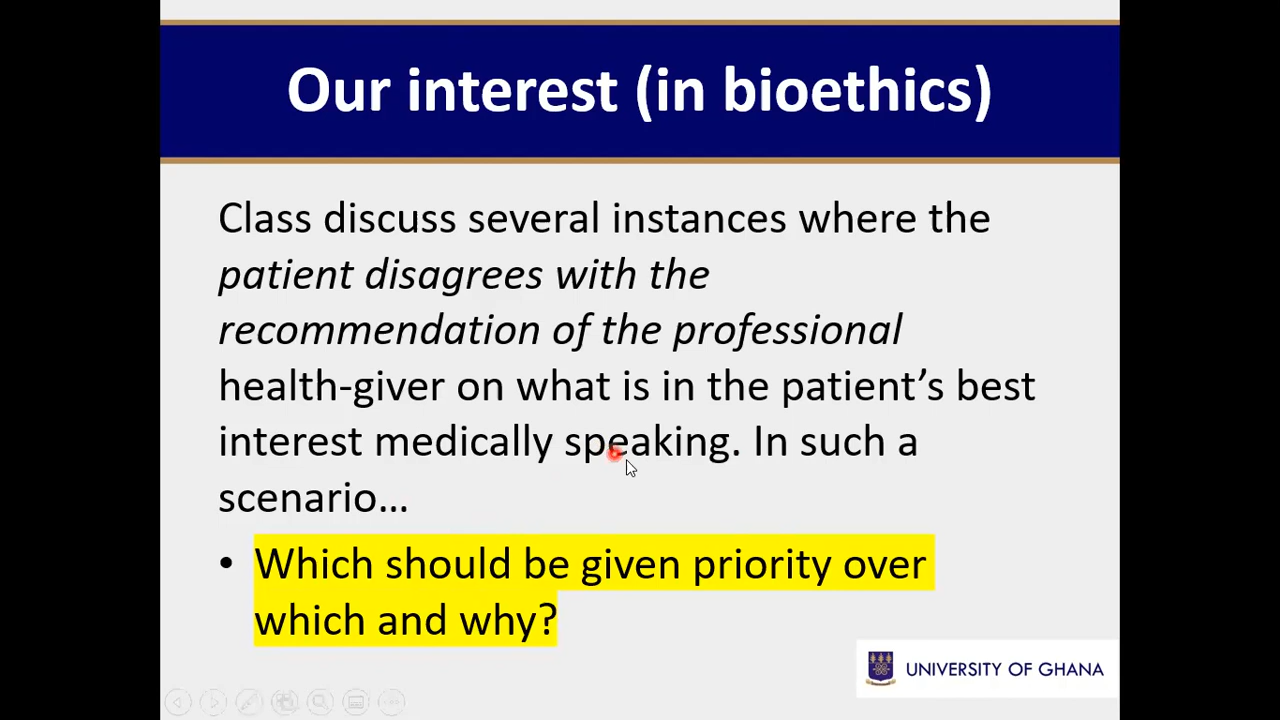 Our interest (in bioethics)
Class discuss several instances where the
patient disagrees with the
recommendation of the professional
health-giver on what is in the patient’s best
interest medically speaking. In such a
scenario…
• Which should be given priority over
which and why?
UNIVERSITY OF GHANA